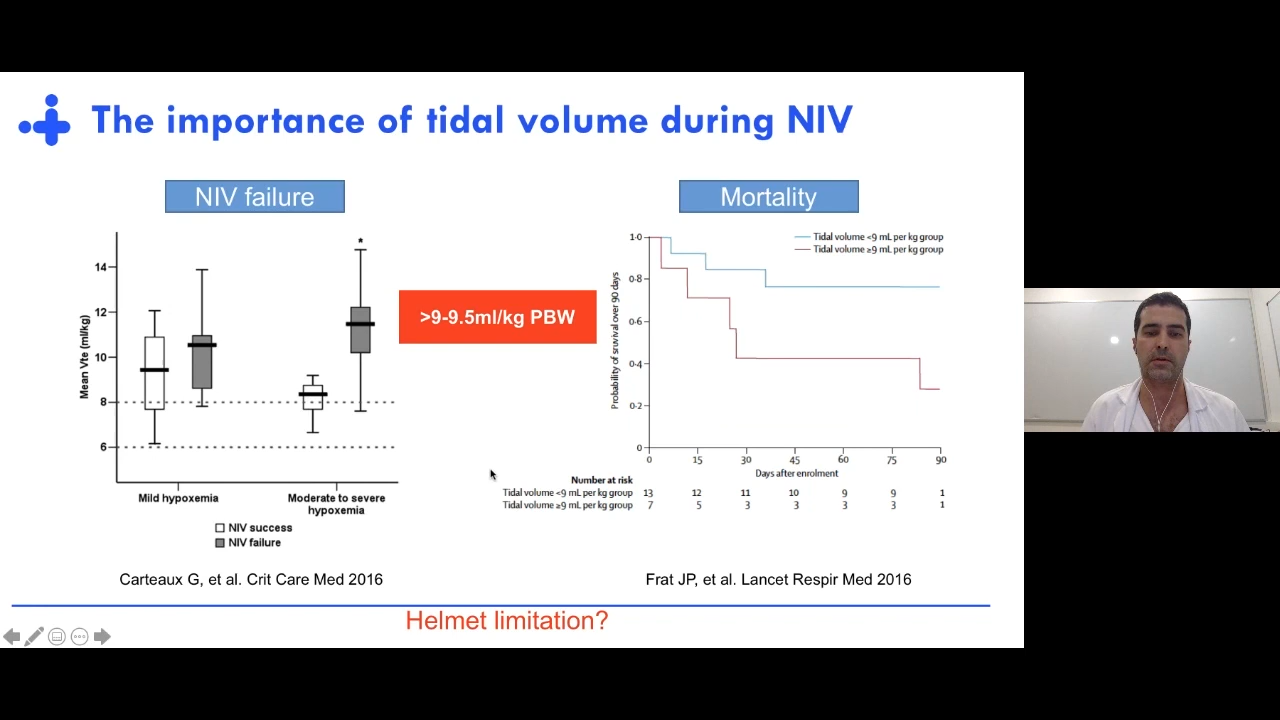 The importance of tidal volume during NIV
NIV failure
Mean Vte (ml/kg)
14
12
10
8
6
*
Mild hypoxemia
Moderate to severe
hypoxemia
NIV success
NIV failure
Carteaux G, et al. Crit Care Med 2016
>9-9.5ml/kg PBW
Mortality
Tidal volume <9 mL per kg group
Tidal volume ≥9 mL per kg group
Probability of sruvival over 90 days
1·0
0·8
0·6
0·4
0·2
0
0 15 30 45 60 75 90
Days after enrolment
Number at risk
Tidal volume <9 mL per kg group 13 12 11 10 9 9 1
Tidal volume ≥9 mL per kg group 7 5 3 3 3 3 1
Frat JP, et al. Lancet Respir Med 2016
Helmet limitation?